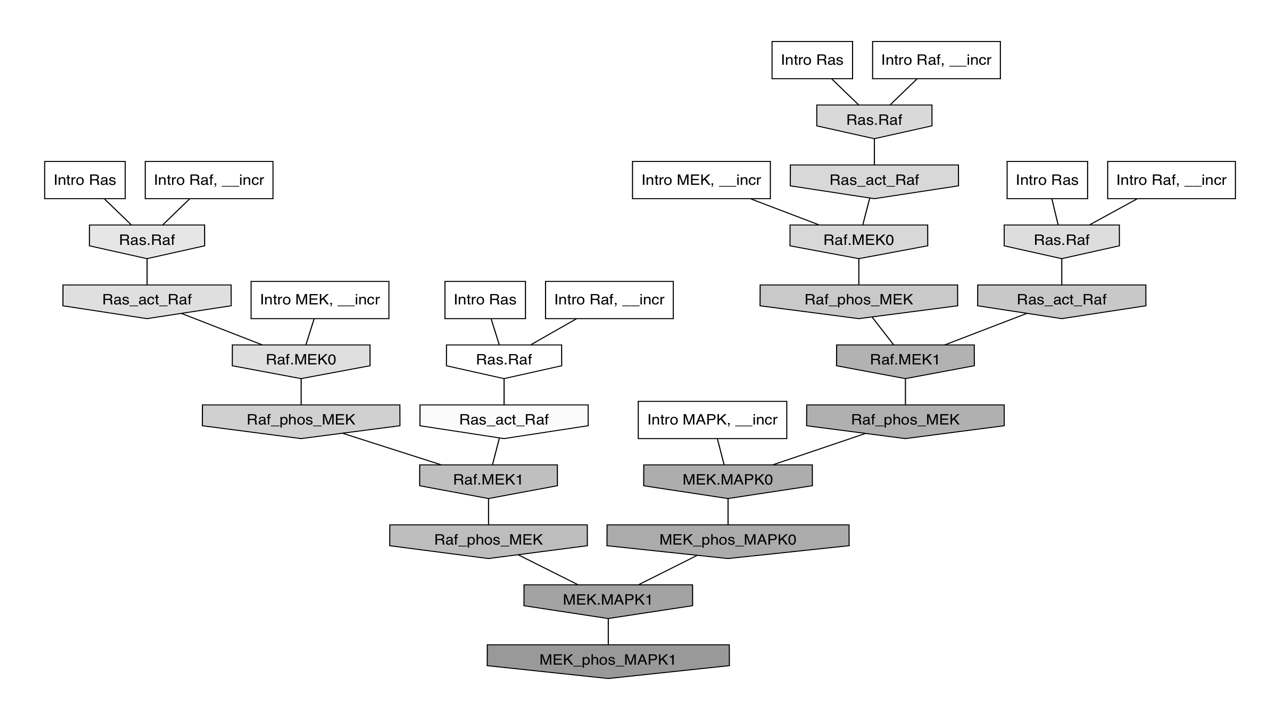 Intro Ras
Intro Raf, __incr
Ras.Raf
Intro Ras
Intro Raf, __incr
Intro MEK, __incr
Ras_act_Raf
Intro Ras
Intro Raf, __incr
Ras.Raf
Raf.MEK0
Ras.Raf
Ras_act_Raf
Intro MEK, __incr
Intro Ras
Intro Raf, __incr
Raf_phos_MEK
Ras_act_Raf
Raf.MEK0
Ras.Raf
Raf.MEK1
Raf_phos_MEK
Ras_act_Raf
Intro MAPK, __incr
Raf_phos_MEK
Raf.MEK1
MEK.MAPK0
Raf_phos_MEK
MEK_phos_MAPK0
MEK.MAPK1
MEK_phos_MAPK1